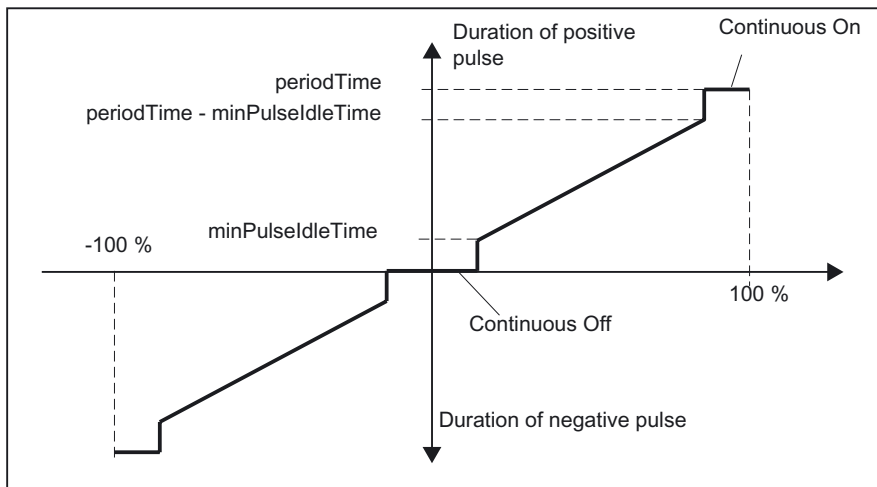 Duration of positive
pulse
Continuous On
periodTime
periodTime - minPulseIdleTime
minPulseIdleTime
-100 %
100 %
Continuous Off
Duration of negative pulse